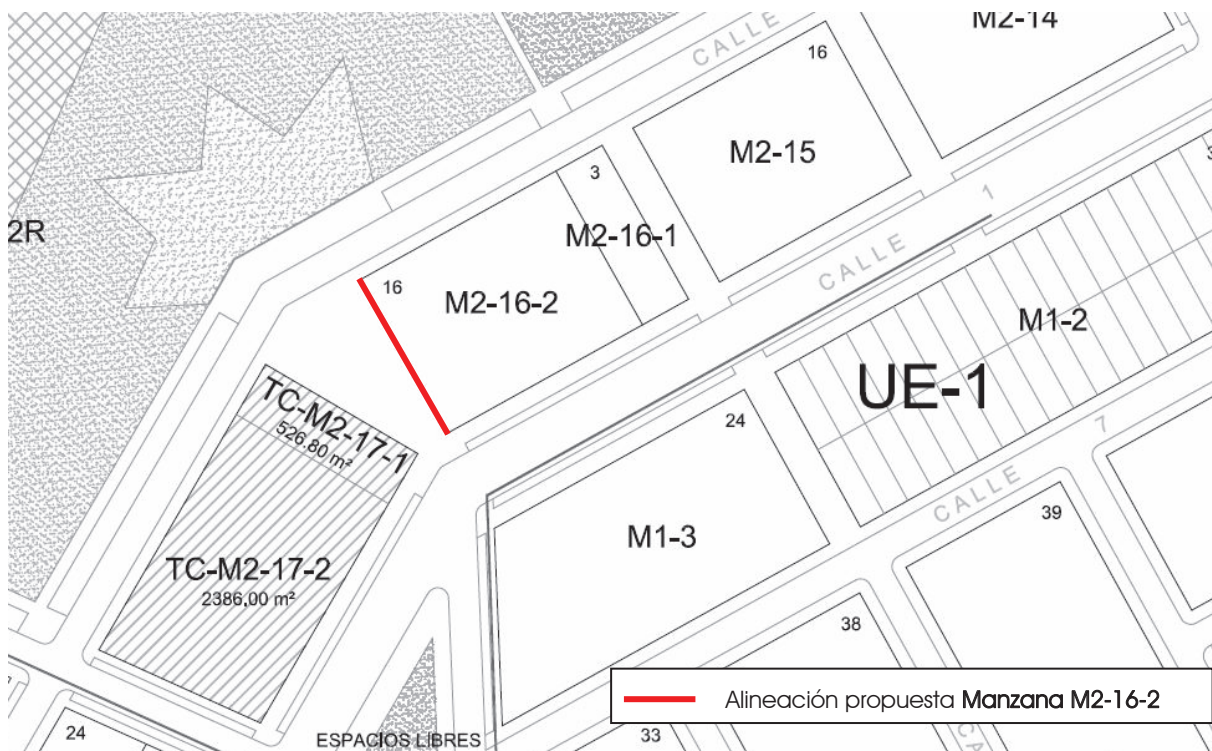 M2-14
CALLE
16
M2-15
3
M2-16-1
1
CALLE
2R
16
M2-16-2
M1-2
UE-1
TC-M2-17-1
526.80 m²
24
7
CALLE
39
M1-3
TC-M2-17-2
2386,00 m²
38
Alineación propuesta Manzana M2-16-2
24
ESPACIOS LIBRES
33